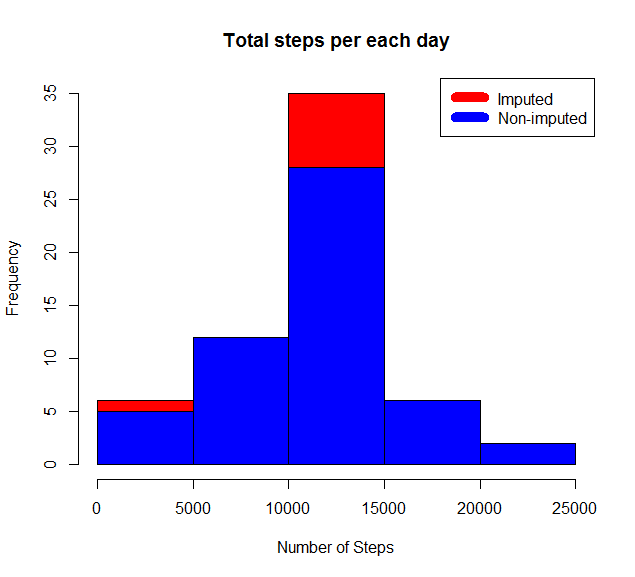 Total steps per each day
Imputed
Non-imputed
35
30
25
20
15
10
5
0
Frequency
0 5000 10000 15000 20000 25000
Number of Steps